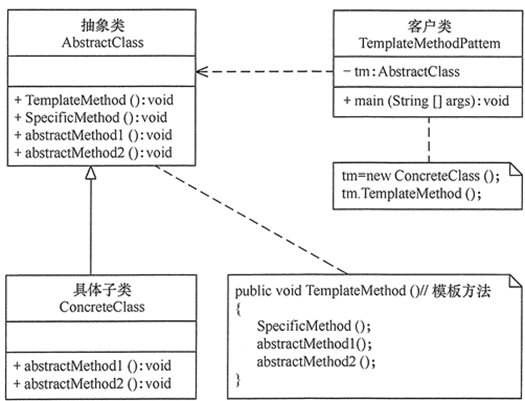 抽象类
AbstractClass
+ TemplateMethod ():void
+ SpecificMethod ():void
+ abstractMethod1 ():void
+ abstractMethod2 ():void
客户类
TemplateMethodPattem
- tm:AbstractClass
+ main (String [] args):void
tm=new ConcreteClass ();
tm.TemplateMethod ();
具体子类
ConcreteClass
+ abstractMethod1 ():void
+ abstractMethod2 ():void
public void TemplateMethod ()// 模板方法
{
SpecificMethod ();
abstractMethod1();
abstractMethod2 ();
}